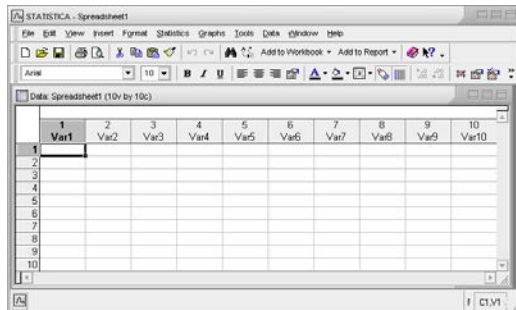 STATISTICA - Spreadsheet1
File Edit View Insert Format Statistics Graphs Tools Data Window Help
Add to Workbook Add to Report
Arial 10 B I U
Data: Spreadsheet1 (10v by 10c)
1 2 3 4 5 6 7 8 9 10
Var1 Var2 Var3 Var4 Var5 Var6 Var7 Var8 Var9 Var10
1
2
3
4
5
6
7
8
9
10
C1,V1